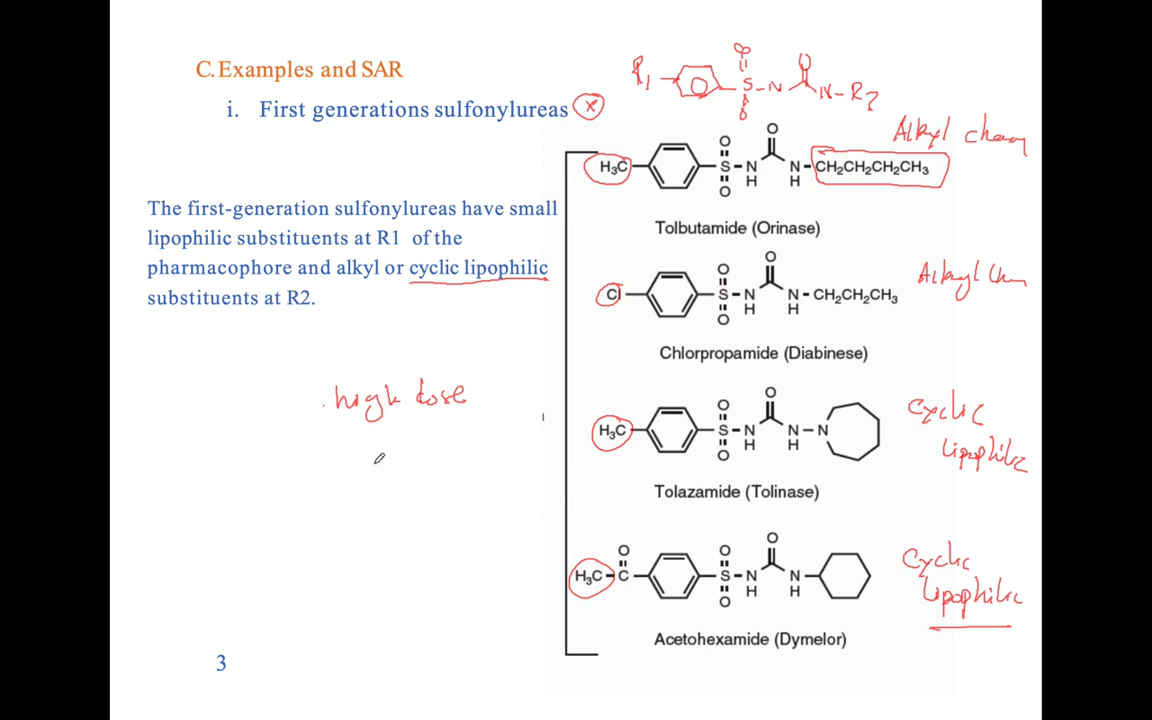 C. Examples and SAR
i. First generations sulfonylureas
The first-generation sulfonylureas have small
lipophilic substituents at R1 of the
pharmacophore and alkyl or cyclic lipophilic
substituents at R2.
high dose
3
R1 O S O N O N-R2
Alkyl
H3C O S O N H O N H CH2CH2CH2CH3
Tolbutamide (Orinase)
Alkyl
Cl O S O N H O N H CH2CH2CH3
Chlorpropamide (Diabinese)
Cyclic
lipophilic
H3C O S O N H O N H N
Tolazamide (Tolinase)
Cyclic
lipophilic
H3C O C O S O N H O N H
Acetohexamide (Dymelor)